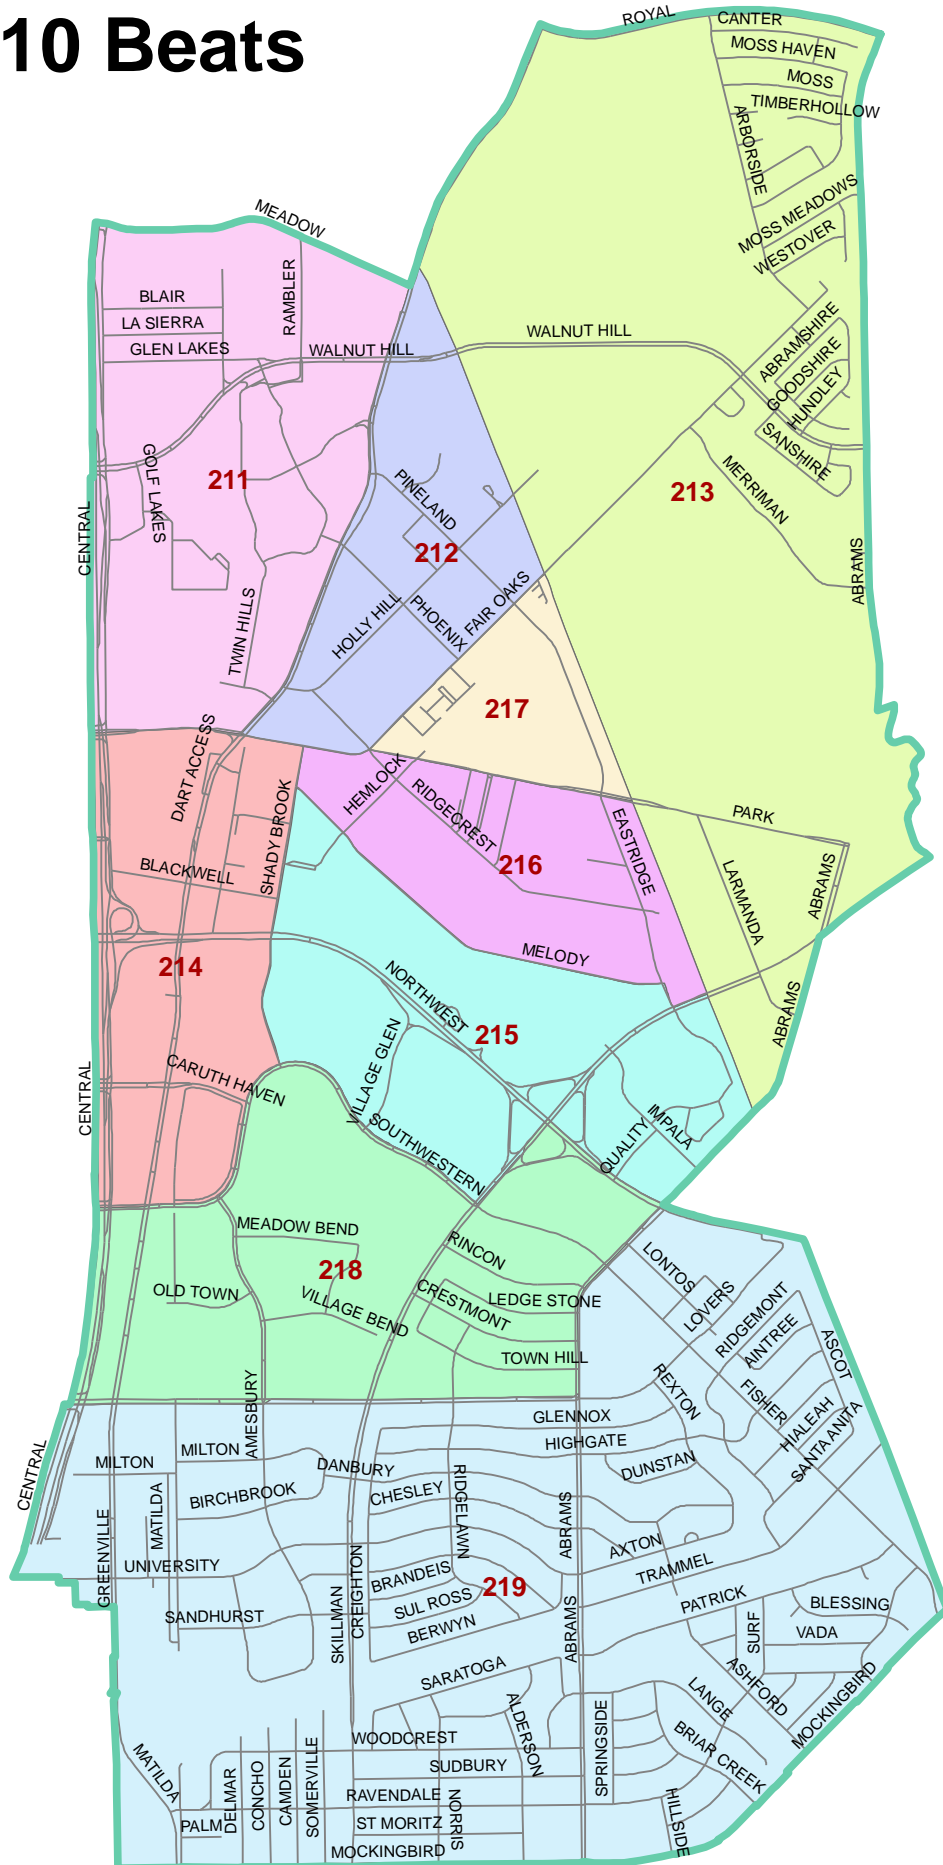 10 Beats
ROYAL
CANTER
MOSS HAVEN
MOSS
TIMBERHOLLOW
ARBORSIDE
MOSS MEADOWS
WESTOVER
MEADOW
BLAIR
LA SIERRA
GLEN LAKES
RAMBLER
WALNUT HILL
WALNUT HILL
ABRAMSHIRE
GOODSHIRE
HUNDLEY
SANSHIRE
MERRIMAN
GOLF LAKES
211
213
PINELAND
212
CENTRAL
ABRAMS
TWIN HILLS
HOLLY HILL
PHOENIX
FAIR OAKS
217
DART ACCESS
HEMLOCK
RIDGECREST
SHADY BROOK
PARK
EASTRIDGE
BLACKWELL
216
LARMANDA
ABRAMS
MELODY
214
NORTHWEST
215
ABRAMS
VILLAGE GLEN
CENTRAL
CARUTH HAVEN
SOUTHWESTERN
QUALITY
IMPALA
MEADOW BEND
RINCON
218
LONTOS
LOVERS
OLD TOWN
VILLAGE BEND
CRESTMONT
LEDGE STONE
RIDGEMONT
AINTREE
ASCOT
TOWN HILL
REXTON
FISHER
AMESBURY
GLENNOX
HIALEAH
SANTA ANITA
HIGHGATE
MILTON
MILTON
DANBURY
DUNSTAN
CENTRAL
BIRCHBROOK
CHESLEY
RIDGELAWN
MATILDA
GREENVILLE
ABRAMS
AXTON
UNIVERSITY
TRAMMEL
BRANDEIS
219
CREIGHTON
SUL ROSS
PATRICK
BLESSING
SANDHURST
SKILLMAN
BERWYN
ABRAMS
SURF
VADA
SARATOGA
ASHFORD
MOCKINGBIRD
LANGE
ALDERSON
SPRINGSIDE
BRIAR CREEK
WOODCREST
MATILDA
SUDBURY
DELMAR
CONCHO
CAMDEN
SOMERVILLE
RAVENDALE
NORRIS
HILLSIDE
PALM
ST MORITZ
MOCKINGBIRD